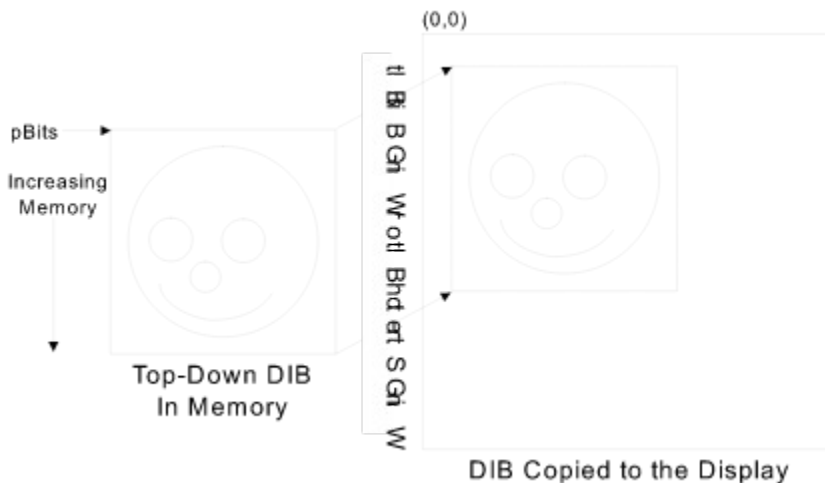 (0,0)
pBits
Increasing
Memory
Top-Down DIB
In Memory
DIB Copied to the Display